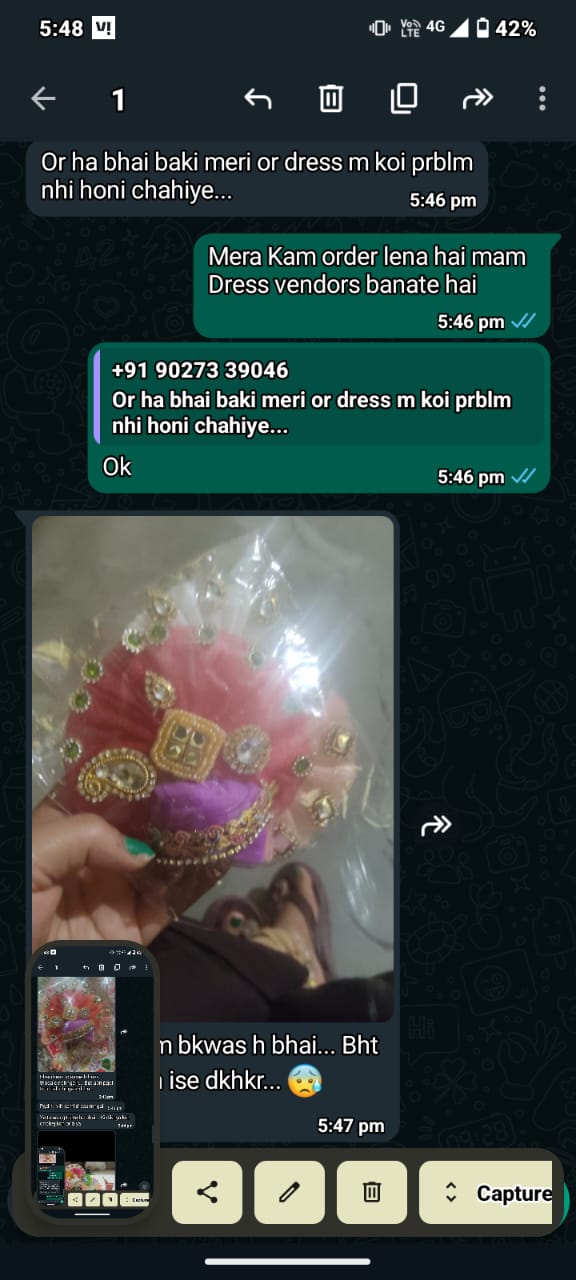 5:48 V!
Vo LTE 4G 42%
1
Or ha bhai baki meri or dress m koi prblm
nhi honi chahiye...
5:46 pm
Mera Kam order lena hai mam
Dress vendors banate hai
5:46 pm
+91 90273 39046
Or ha bhai baki meri or dress m koi prblm
nhi honi chahiye...
Ok
5:46 pm
bkwas h bhai... Bht
ise dkhkr... 😥
5:47 pm
Capture